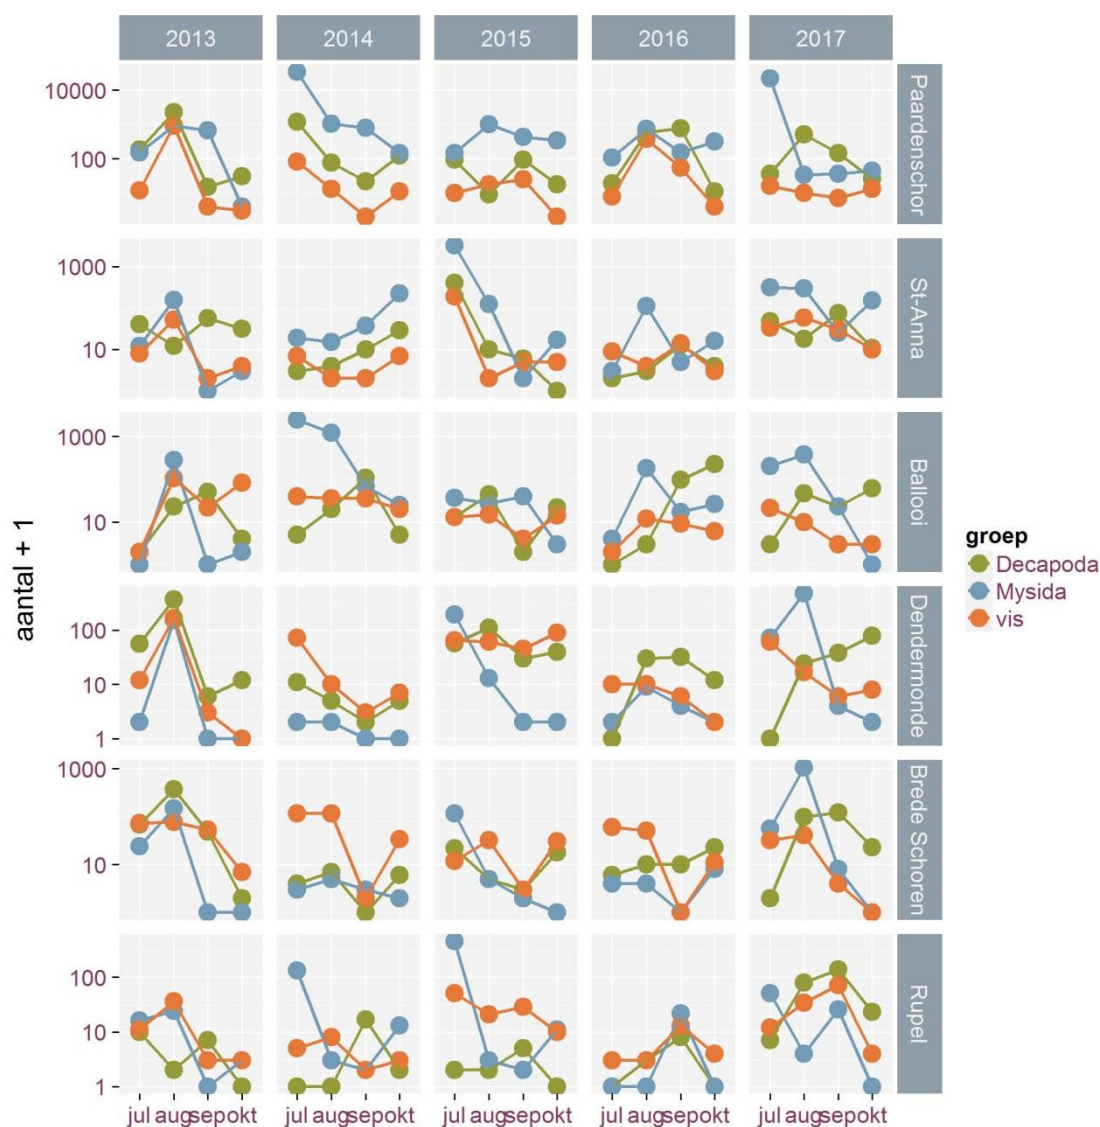 2013 2014 2015 2016 2017
10000
100
Paardenschor
1000
10
St-Anna
1000
10
Ballooi
100
10
1
Dendermonde
1000
10
Brede Schoren
100
10
1
Rupel
aantal + 1
groep
Decapoda
Mysida
vis
jul aug sep okt jul aug sep okt jul aug sep okt jul aug sep okt jul aug sep okt